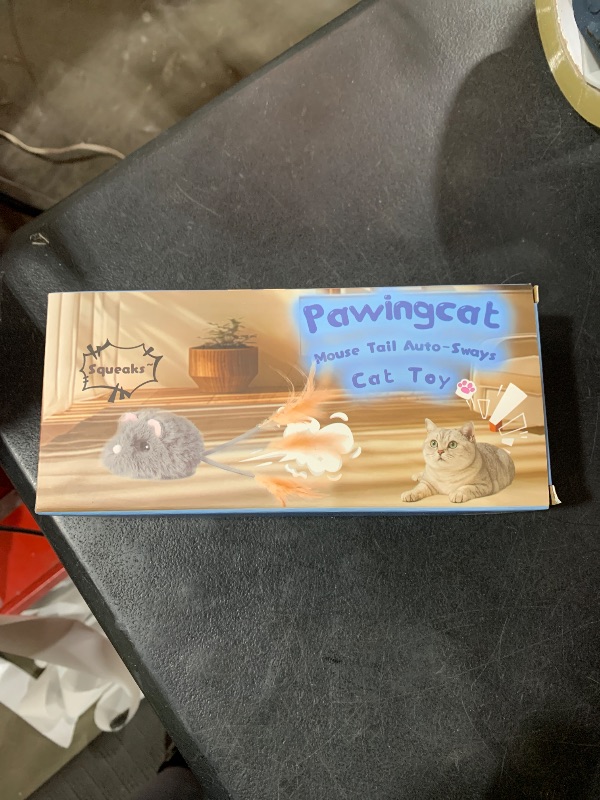 Pawingcat
Mouse Tail Auto-Sways
Cat Toy
Squeaks~